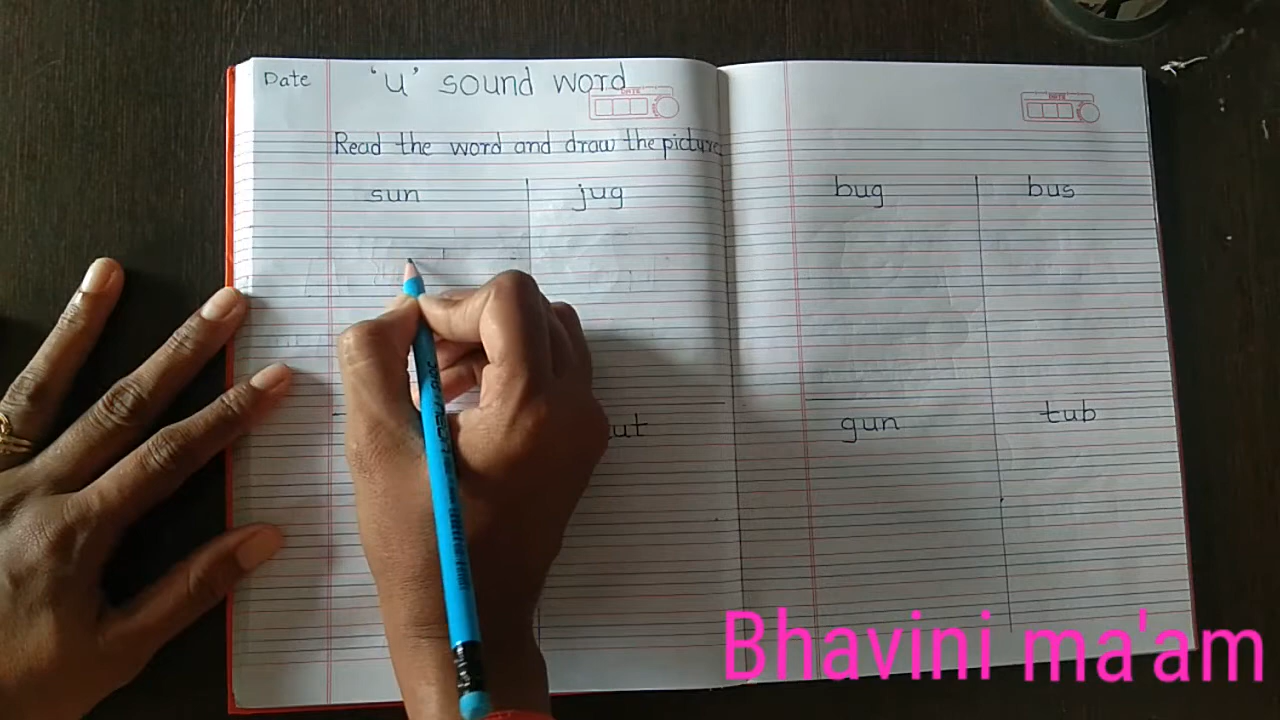 Date 'u' sound word
Read the word and draw the picture
sun jug
ut
bug bus
gun tub
Bhavini ma'am